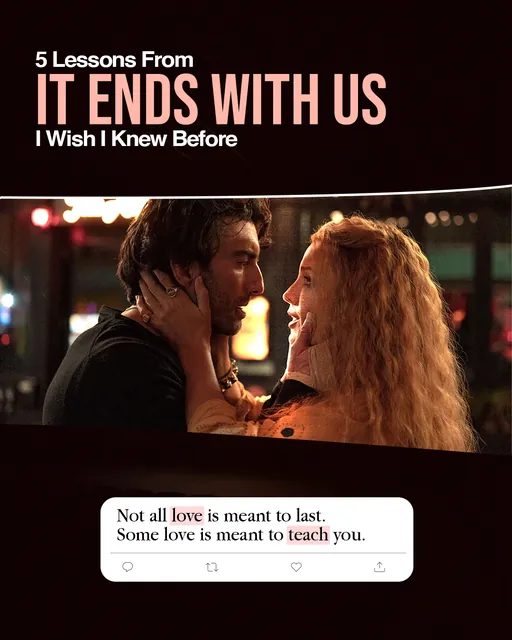 5 Lessons From
IT ENDS WITH US
I Wish I Knew Before
Not all love is meant to last.
Some love is meant to teach you.